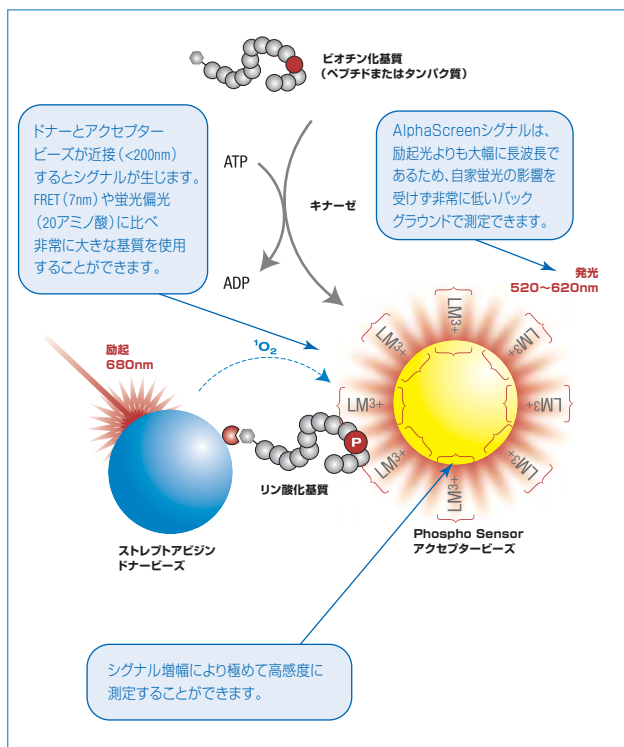 ビオチン化基質
(ペプチドまたはタンパク質)
ドナーとアクセプター
ビーズが近接(<200nm)
するとシグナルが生じます。
FRET(7nm)や蛍光偏光
(20アミノ酸)に比べ
非常に大きな基質を使用
することができます。
ATP
キナーゼ
ADP
AlphaScreenシグナルは、
励起光よりも大幅に長波長で
あるため、自家蛍光の影響を
受けず非常に低いバック
グラウンドで測定できます。
発光
520〜620nm
励起
680nm
¹O₂
LM³⁺
LM³⁺
LM³⁺
LM³⁺
LM³⁺
LM³⁺
LM³⁺
LM³⁺
P
リン酸化基質
ストレプトアビジン
ドナービーズ
Phospho Sensor
アクセプタービーズ
シグナル増幅により極めて高感度に
測定することができます。